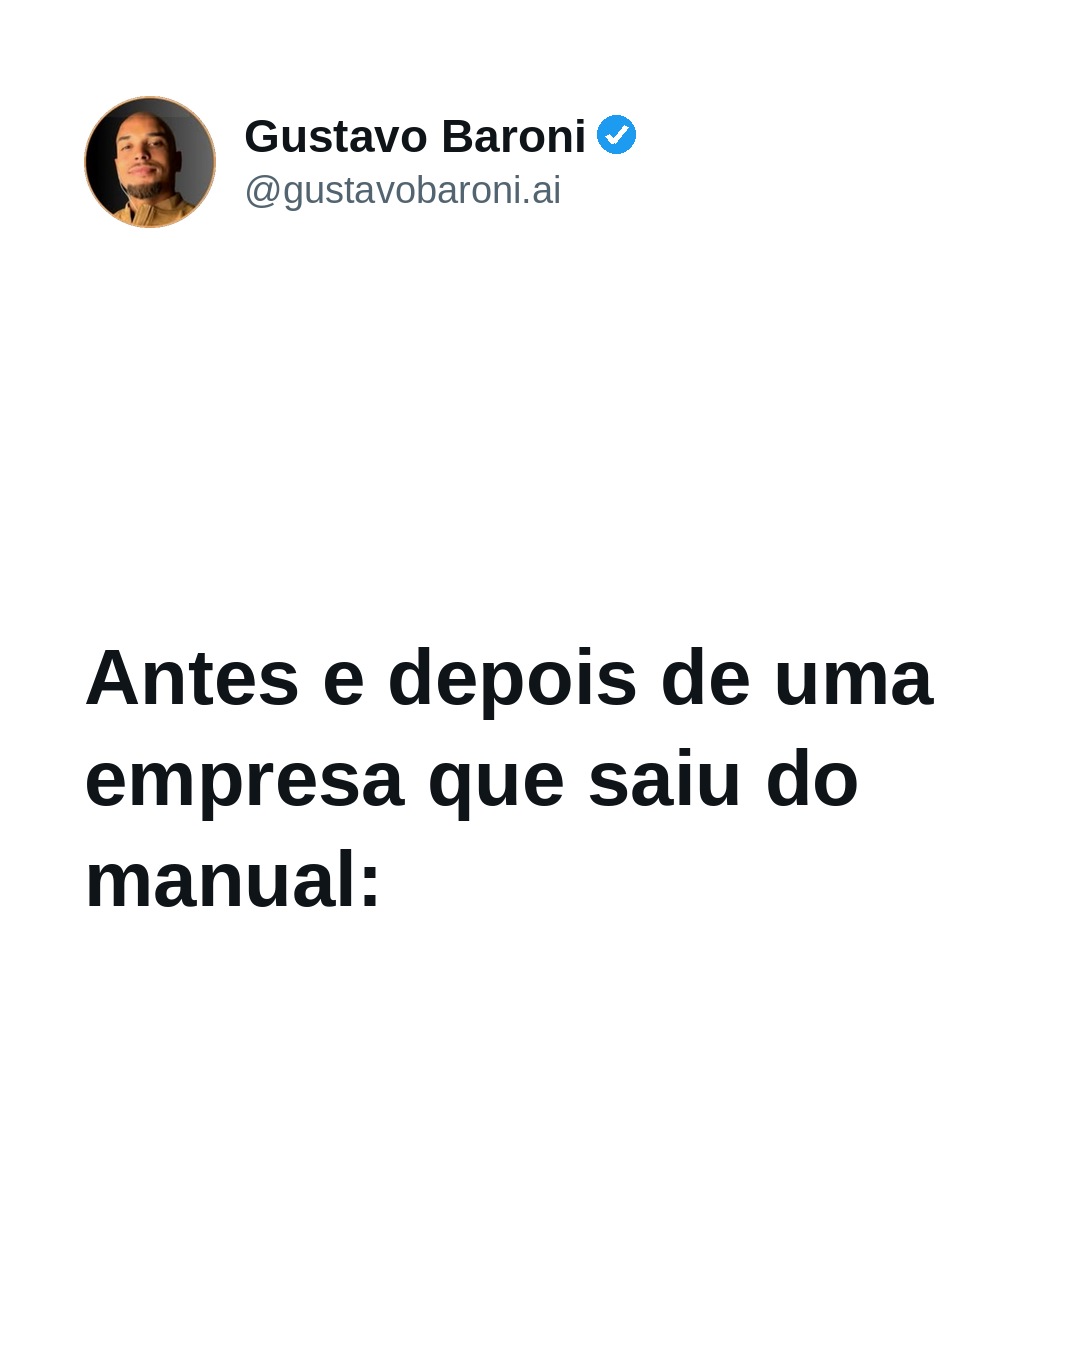 Gustavo Baroni
@gustavobaroni.ai
Antes e depois de uma
empresa que saiu do
manual: